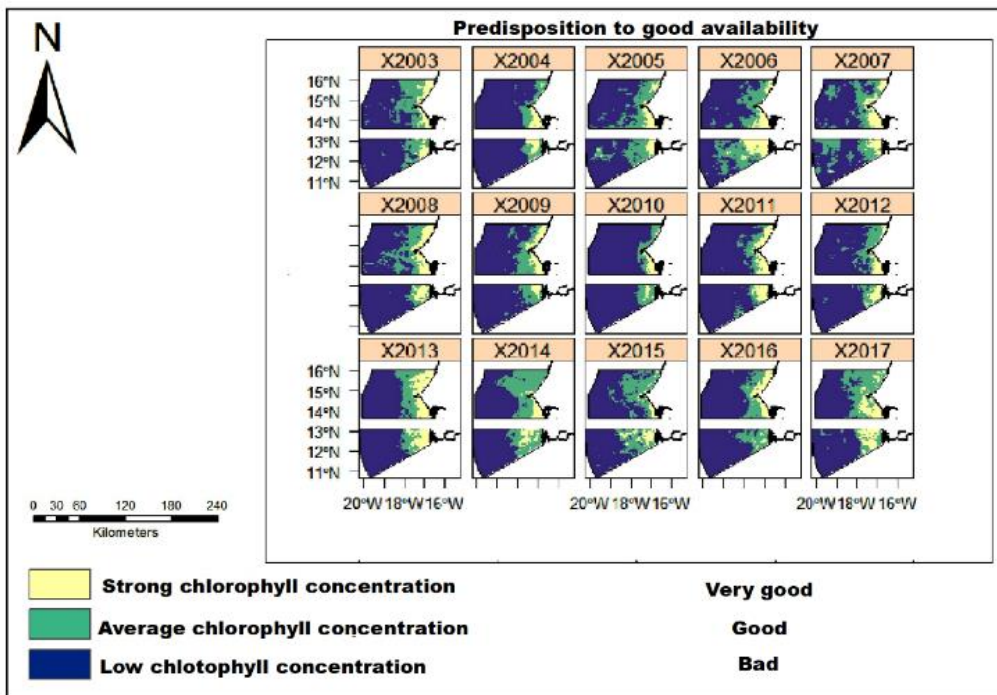 Predisposition to good availability
N
X2003 X2004 X2005 X2006 X2007
16°N
15°N
14°N
13°N
12°N
11°N
X2008 X2009 X2010 X2011 X2012
X2013 X2014 X2015 X2016 X2017
16°N
15°N
14°N
13°N
12°N
11°N
20°W 18°W 16°W 20°W 18°W 16°W 20°W 18°W 16°W
0 30 60 120 180 240
Kilometers
Strong chlorophyll concentration Very good
Average chlorophyll concentration Good
Low chlotophyll concentration Bad